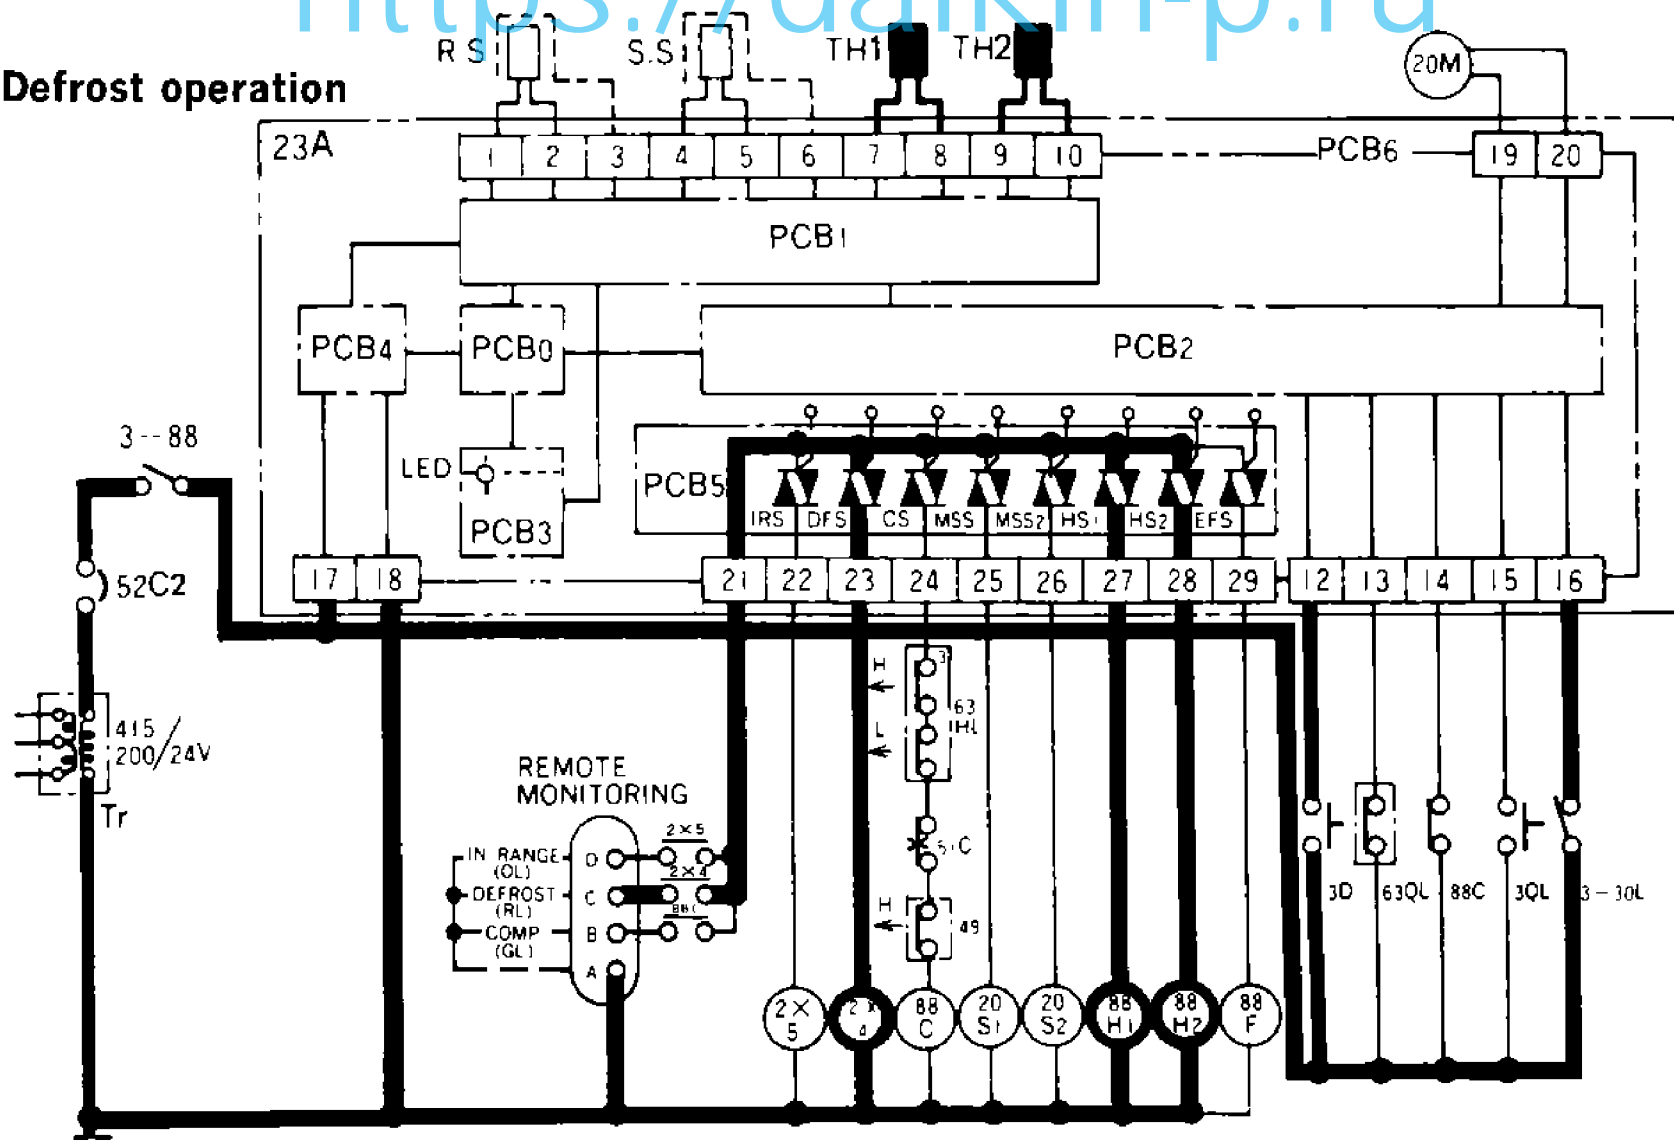 https://daikin-p.ru
R S
S.S
TH1
TH2
20M
Defrost operation
23A
1 2 3 4 5 6 7 8 9 10
PCB6
19 20
PCB1
PCB4
PCB0
PCB2
3--88
LED
PCB3
PCB5
IRS DFS CS MSS MSS2 HS1 HS2 EFS
52C2
17 18
21 22 23 24 25 26 27 28 29
12 13 14 15 16
H
L
63
HL
415
200/24V
Tr
REMOTE
MONITORING
2×5
2×4
IN RANGE
(OL)
DEFROST
(RL)
COMP
(GL)
D
C
B
A
H
49
3D
63QL
88C
3QL
3-30L
2×
5
2×
4
88
C
20
S1
20
S2
88
H1
88
H2
88
F